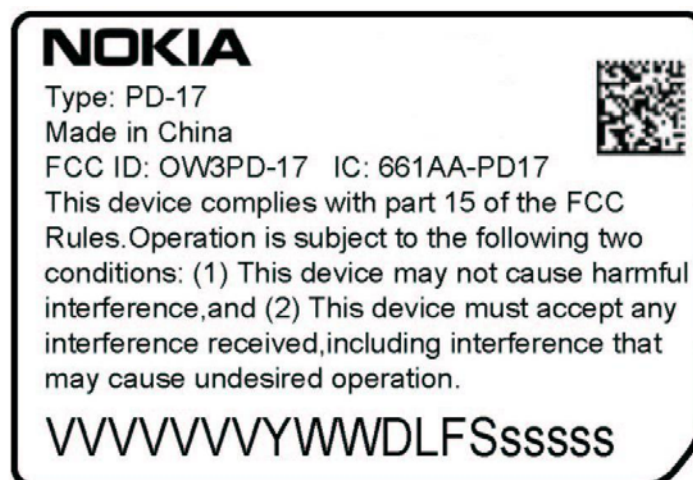 NOKIA
Type: PD-17
Made in China
FCC ID: OW3PD-17 IC: 661AA-PD17
This device complies with part 15 of the FCC
Rules.Operation is subject to the following two
conditions: (1) This device may not cause harmful
interference,and (2) This device must accept any
interference received,including interference that
may cause undesired operation.
VVVVVVVYWWDLFSsssss